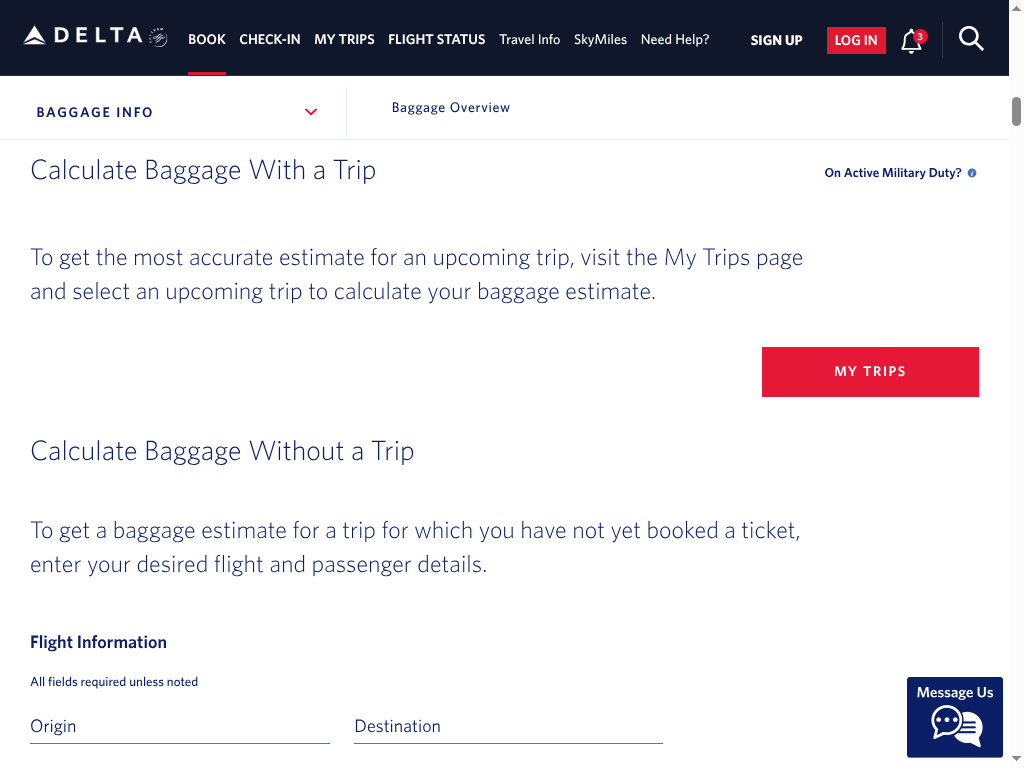 DELTA
BOOK CHECK-IN MY TRIPS FLIGHT STATUS Travel Info SkyMiles Need Help? SIGN UP LOG IN 3
BAGGAGE INFO Baggage Overview
Calculate Baggage With a Trip
On Active Military Duty? i
To get the most accurate estimate for an upcoming trip, visit the My Trips page
and select an upcoming trip to calculate your baggage estimate.
MY TRIPS
Calculate Baggage Without a Trip
To get a baggage estimate for a trip for which you have not yet booked a ticket,
enter your desired flight and passenger details.
Flight Information
All fields required unless noted
Origin Destination
Message Us